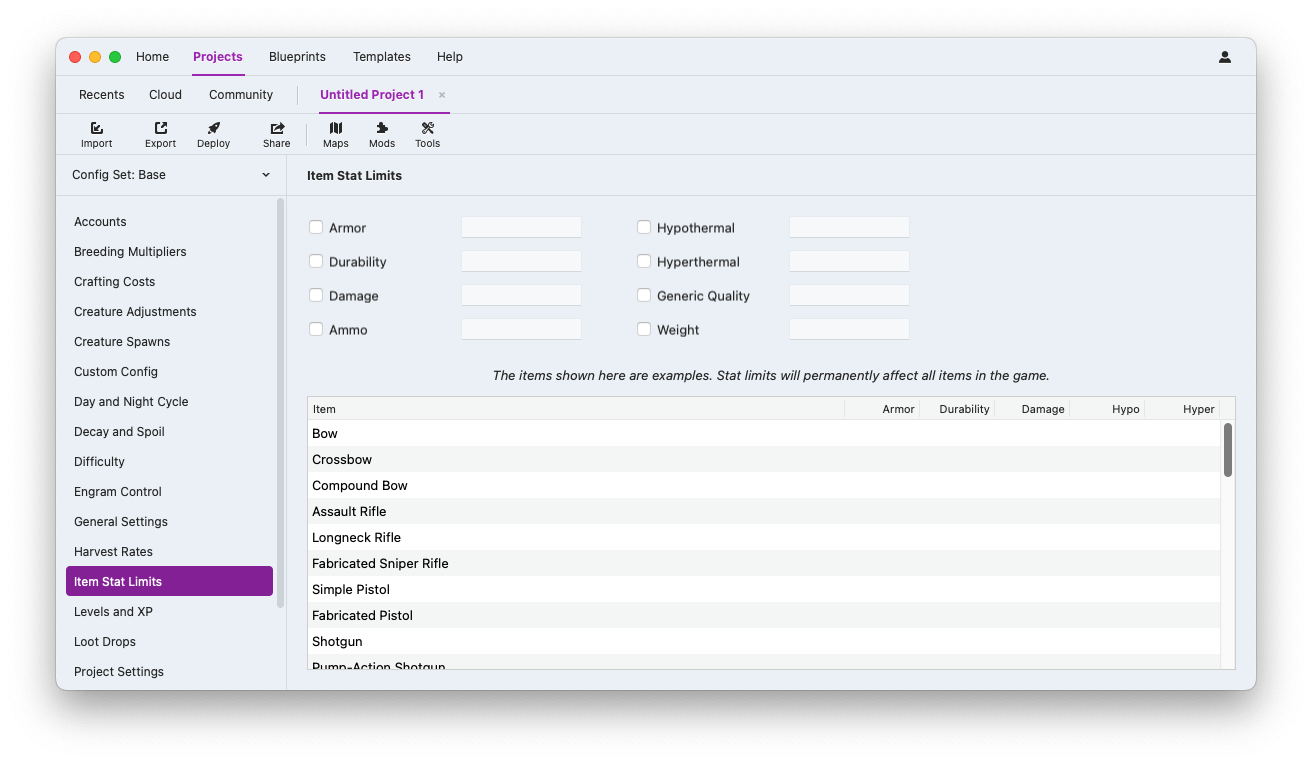 Home Projects Blueprints Templates Help
Recents Cloud Community Untitled Project 1 ×
Import Export Deploy Share Maps Mods Tools
Config Set: Base
Item Stat Limits
Accounts
Breeding Multipliers
Crafting Costs
Creature Adjustments
Creature Spawns
Custom Config
Day and Night Cycle
Decay and Spoil
Difficulty
Engram Control
General Settings
Harvest Rates
Item Stat Limits
Levels and XP
Loot Drops
Project Settings
Armor Hypothermal
Durability Hyperthermal
Damage Generic Quality
Ammo Weight
The items shown here are examples. Stat limits will permanently affect all items in the game.
Item Armor Durability Damage Hypo Hyper
Bow
Crossbow
Compound Bow
Assault Rifle
Longneck Rifle
Fabricated Sniper Rifle
Simple Pistol
Fabricated Pistol
Shotgun
Pump-Action Shotgun